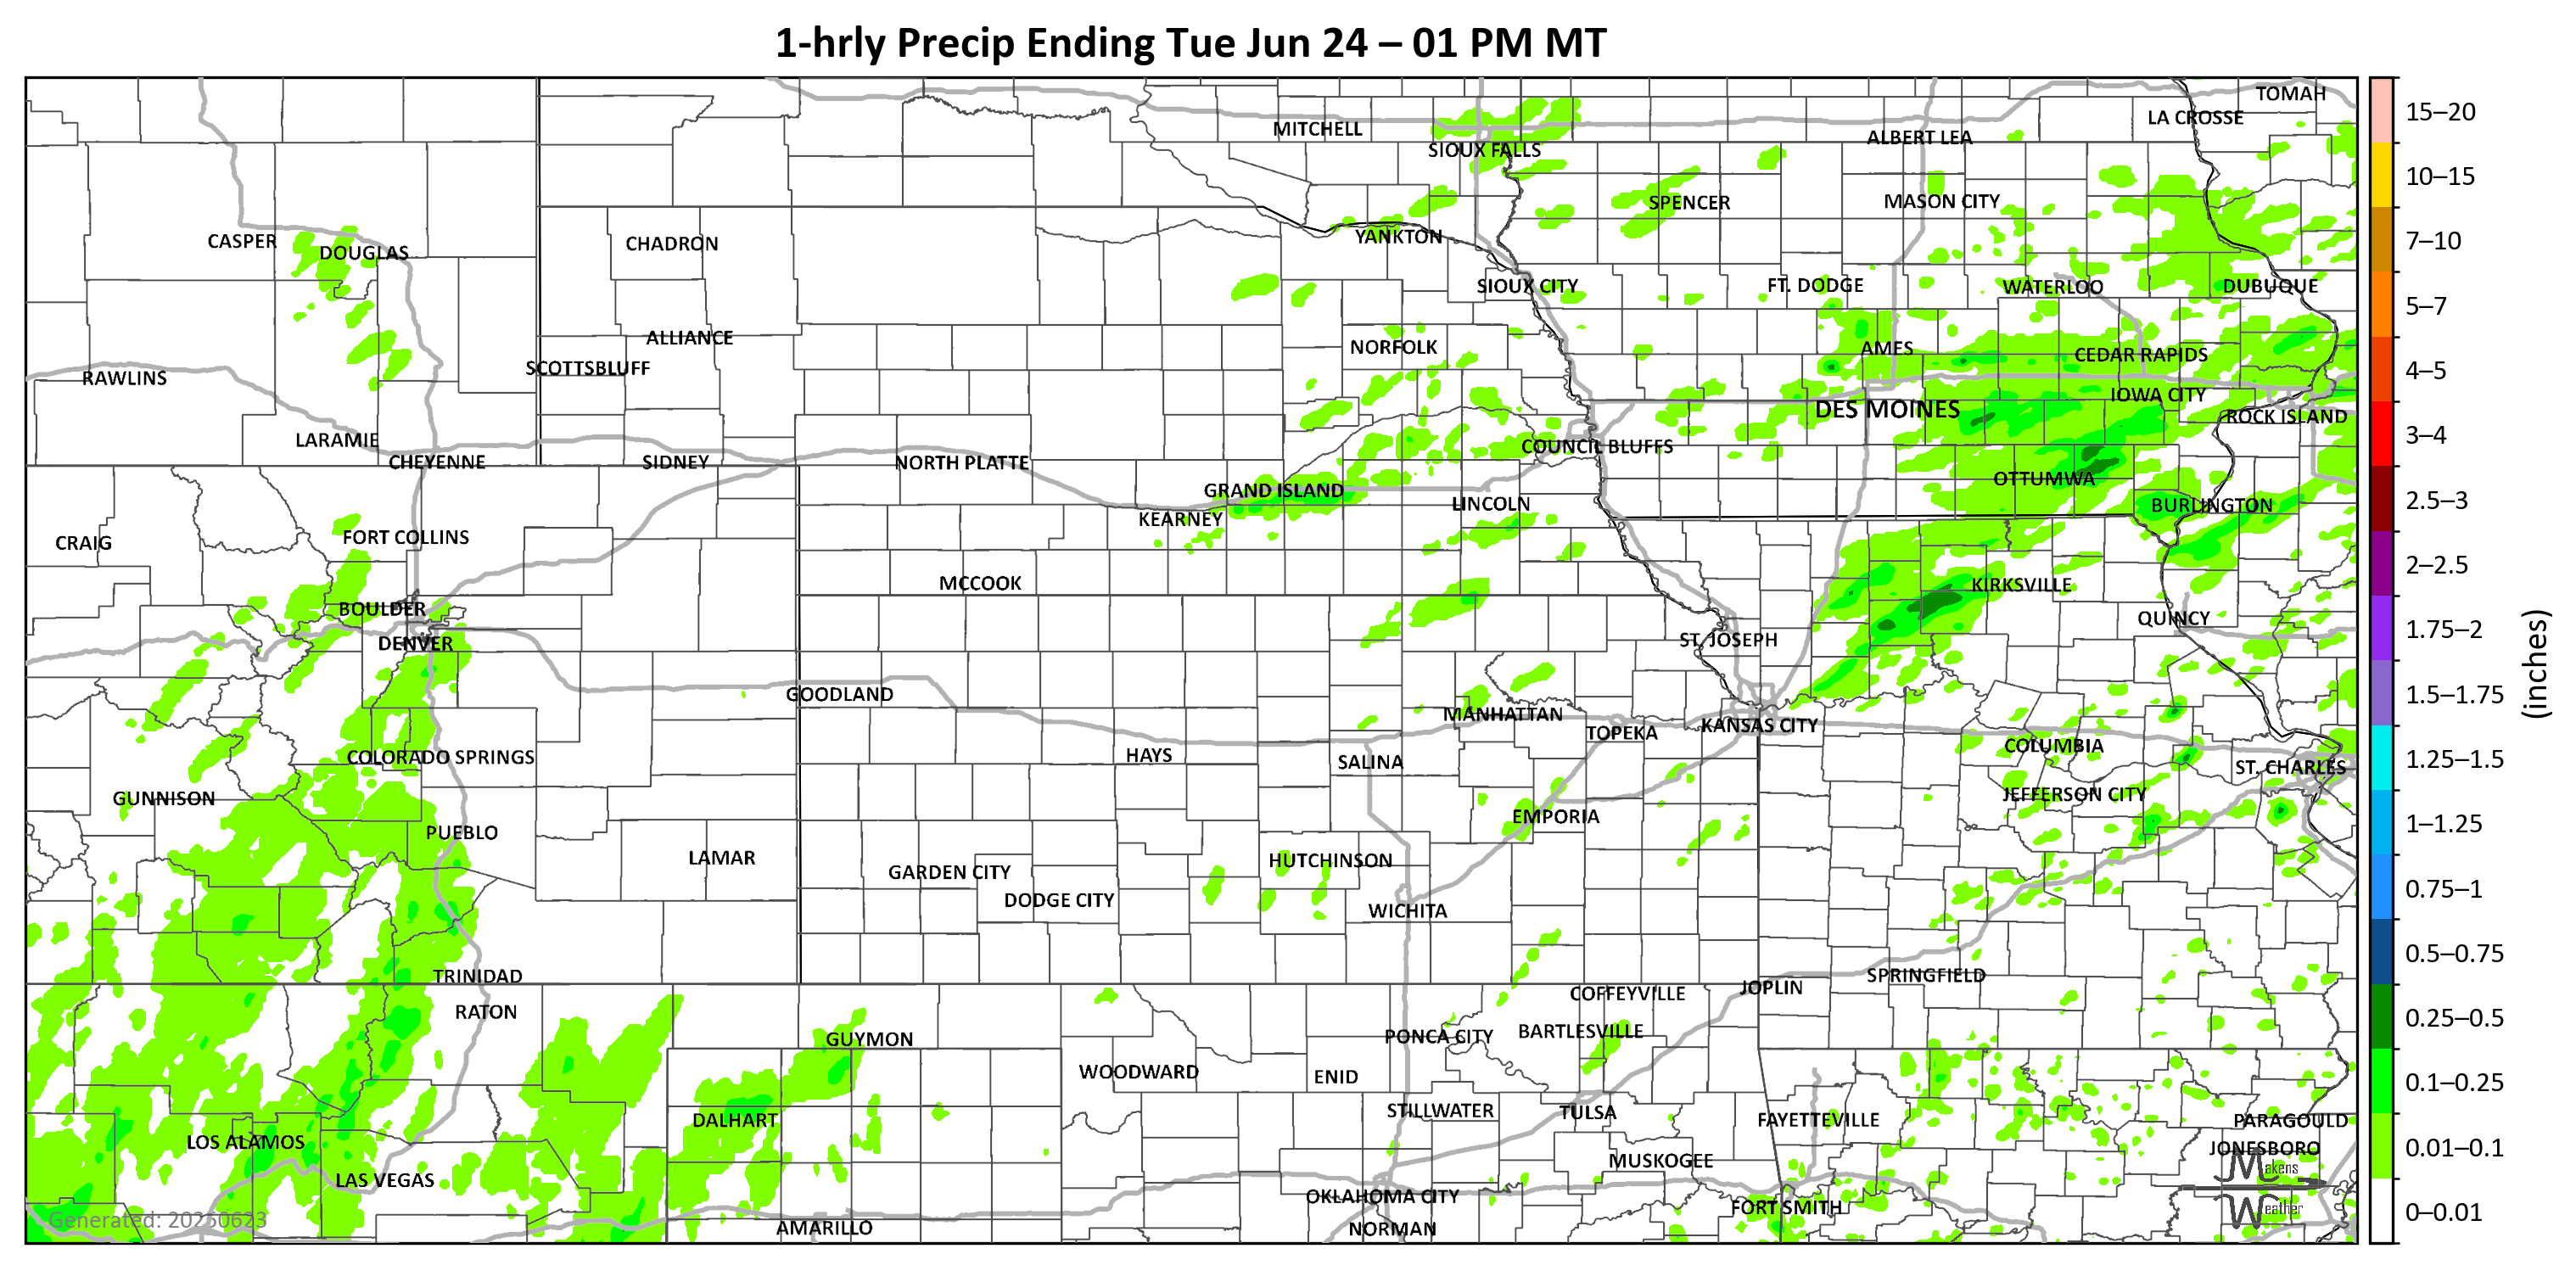 1-hrly Precip Ending Tue Jun 24 – 01 PM MT
TOMAH
LA CROSSE
MITCHELL
ALBERT LEA
SIOUX FALLS
SPENCER
MASON CITY
CASPER
DOUGLAS
CHADRON
YANKTON
SIOUX CITY
FT. DODGE
WATERLOO
DUBUQUE
ALLIANCE
NORFOLK
AMES
CEDAR RAPIDS
SCOTTSBLUFF
RAWLINS
IOWA CITY
DES MOINES
ROCK ISLAND
LARAMIE
COUNCIL BLUFFS
CHEYENNE
SIDNEY
NORTH PLATTE
OTTUMWA
GRAND ISLAND
LINCOLN
BURLINGTON
KEARNEY
FORT COLLINS
CRAIG
MCCOOK
KIRKSVILLE
BOULDER
QUINCY
DENVER
ST. JOSEPH
GOODLAND
MANHATTAN
TOPEKA
KANSAS CITY
COLUMBIA
COLORADO SPRINGS
HAYS
SALINA
ST. CHARLES
GUNNISON
JEFFERSON CITY
EMPORIA
PUEBLO
LAMAR
HUTCHINSON
GARDEN CITY
DODGE CITY
WICHITA
TRINIDAD
SPRINGFIELD
JOPLIN
COFFEYVILLE
RATON
GUYMON
PONCA CITY
BARTLESVILLE
WOODWARD
ENID
DALHART
STILLWATER
TULSA
FAYETTEVILLE
PARAGOULD
LOS ALAMOS
JONESBORO
MUSKOGEE
LAS VEGAS
OKLAHOMA CITY
FORT SMITH
AMARILLO
NORMAN
Generated: 20250623
Makens
Weather
15–20
10–15
7–10
5–7
4–5
3–4
2.5–3
2–2.5
1.75–2
1.5–1.75
1.25–1.5
1–1.25
0.75–1
0.5–0.75
0.25–0.5
0.1–0.25
0.01–0.1
0–0.01
(inches)